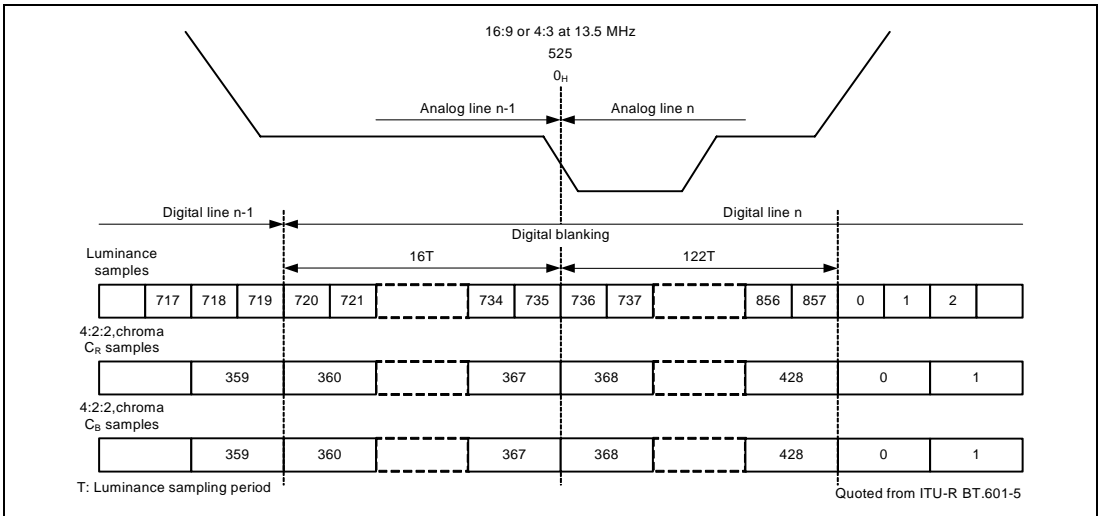 16:9 or 4:3 at 13.5 MHz
525
0H
Analog line n-1 Analog line n
Digital line n-1 Digital line n
Digital blanking
Luminance
samples
16T 122T
717 718 719 720 721 734 735 736 737 856 857 0 1 2
4:2:2,chroma
CR samples
359 360 367 368 428 0 1
4:2:2,chroma
CB samples
359 360 367 368 428 0 1
T: Luminance sampling period
Quoted from ITU-R BT.601-5